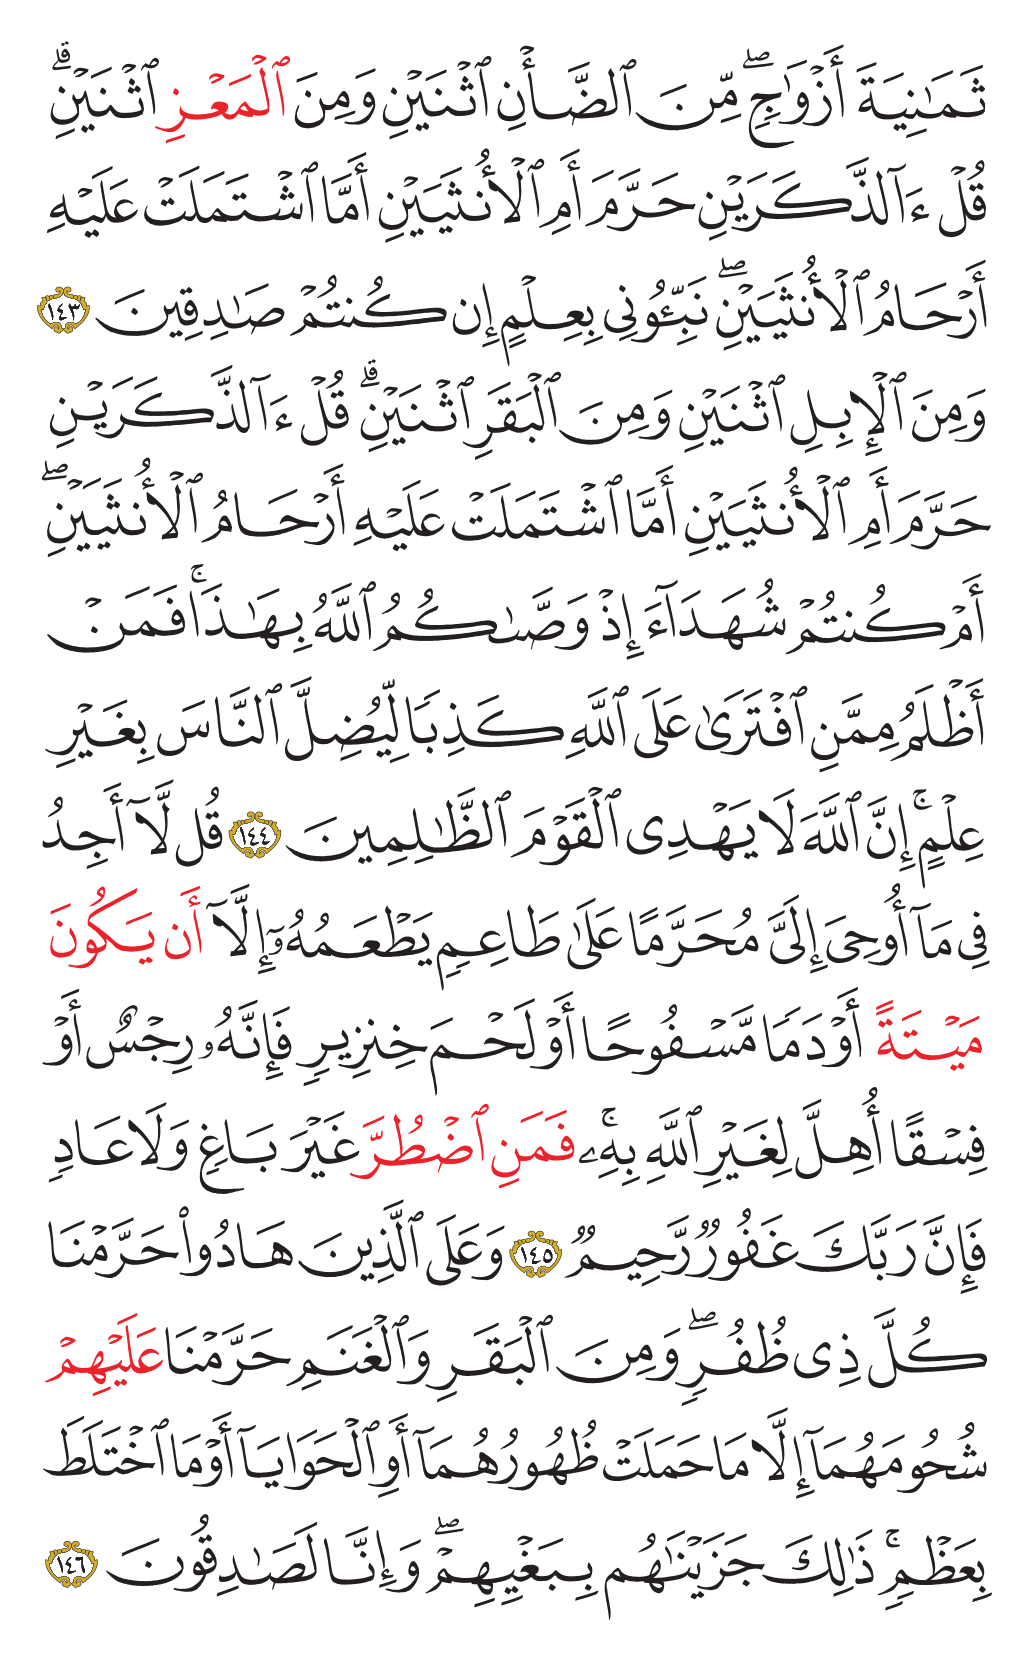 ثَمَٰنِيَةَ أَزْوَٰجٍۖ مِّنَ ٱلضَّأْنِ ٱثْنَيْنِ وَمِنَ ٱلْمَعْزِ ٱثْنَيْنِۗ
قُلْ ءَآلذَّكَرَيْنِ حَرَّمَ أَمِ ٱلْأُنثَيَيْنِ أَمَّا ٱشْتَمَلَتْ عَلَيْهِ
أَرْحَامُ ٱلْأُنثَيَيْنِۖ نَبِّـُٔونِى بِعِلْمٍ إِن كُنتُمْ صَٰدِقِينَ ١٤٣
وَمِنَ ٱلْإِبِلِ ٱثْنَيْنِ وَمِنَ ٱلْبَقَرِ ٱثْنَيْنِۗ قُلْ ءَآلذَّكَرَيْنِ
حَرَّمَ أَمِ ٱلْأُنثَيَيْنِ أَمَّا ٱشْتَمَلَتْ عَلَيْهِ أَرْحَامُ ٱلْأُنثَيَيْنِۖ
أَمْ كُنتُمْ شُهَدَآءَ إِذْ وَصَّىٰكُمُ ٱللَّهُ بِهَٰذَاۚ فَمَنْ
أَظْلَمُ مِمَّنِ ٱفْتَرَىٰ عَلَى ٱللَّهِ كَذِبًا لِّيُضِلَّ ٱلنَّاسَ بِغَيْرِ
عِلْمٍۚ إِنَّ ٱللَّهَ لَا يَهْدِى ٱلْقَوْمَ ٱلظَّٰلِمِينَ ١٤٤ قُل لَّآ أَجِدُ
فِى مَآ أُوحِىَ إِلَىَّ مُحَرَّمًا عَلَىٰ طَاعِمٍ يَطْعَمُهُۥٓ إِلَّآ أَن يَكُونَ
مَيْتَةً أَوْ دَمًا مَّسْفُوحًا أَوْ لَحْمَ خِنزِيرٍ فَإِنَّهُۥ رِجْسٌ أَوْ
فِسْقًا أُهِلَّ لِغَيْرِ ٱللَّهِ بِهِۦۚ فَمَنِ ٱضْطُرَّ غَيْرَ بَاغٍ وَلَا عَادٍ
فَإِنَّ رَبَّكَ غَفُورٌ رَّحِيمٌ ١٤٥ وَعَلَى ٱلَّذِينَ هَادُوا۟ حَرَّمْنَا
كُلَّ ذِى ظُفُرٍۖ وَمِنَ ٱلْبَقَرِ وَٱلْغَنَمِ حَرَّمْنَا عَلَيْهِمْ
شُحُومَهُمَآ إِلَّا مَا حَمَلَتْ ظُهُورُهُمَآ أَوِ ٱلْحَوَايَآ أَوْ مَا ٱخْتَلَطَ
بِعَظْمٍۚ ذَٰلِكَ جَزَيْنَٰهُم بِبَغْيِهِمْۖ وَإِنَّا لَصَٰدِقُونَ ١٤٦